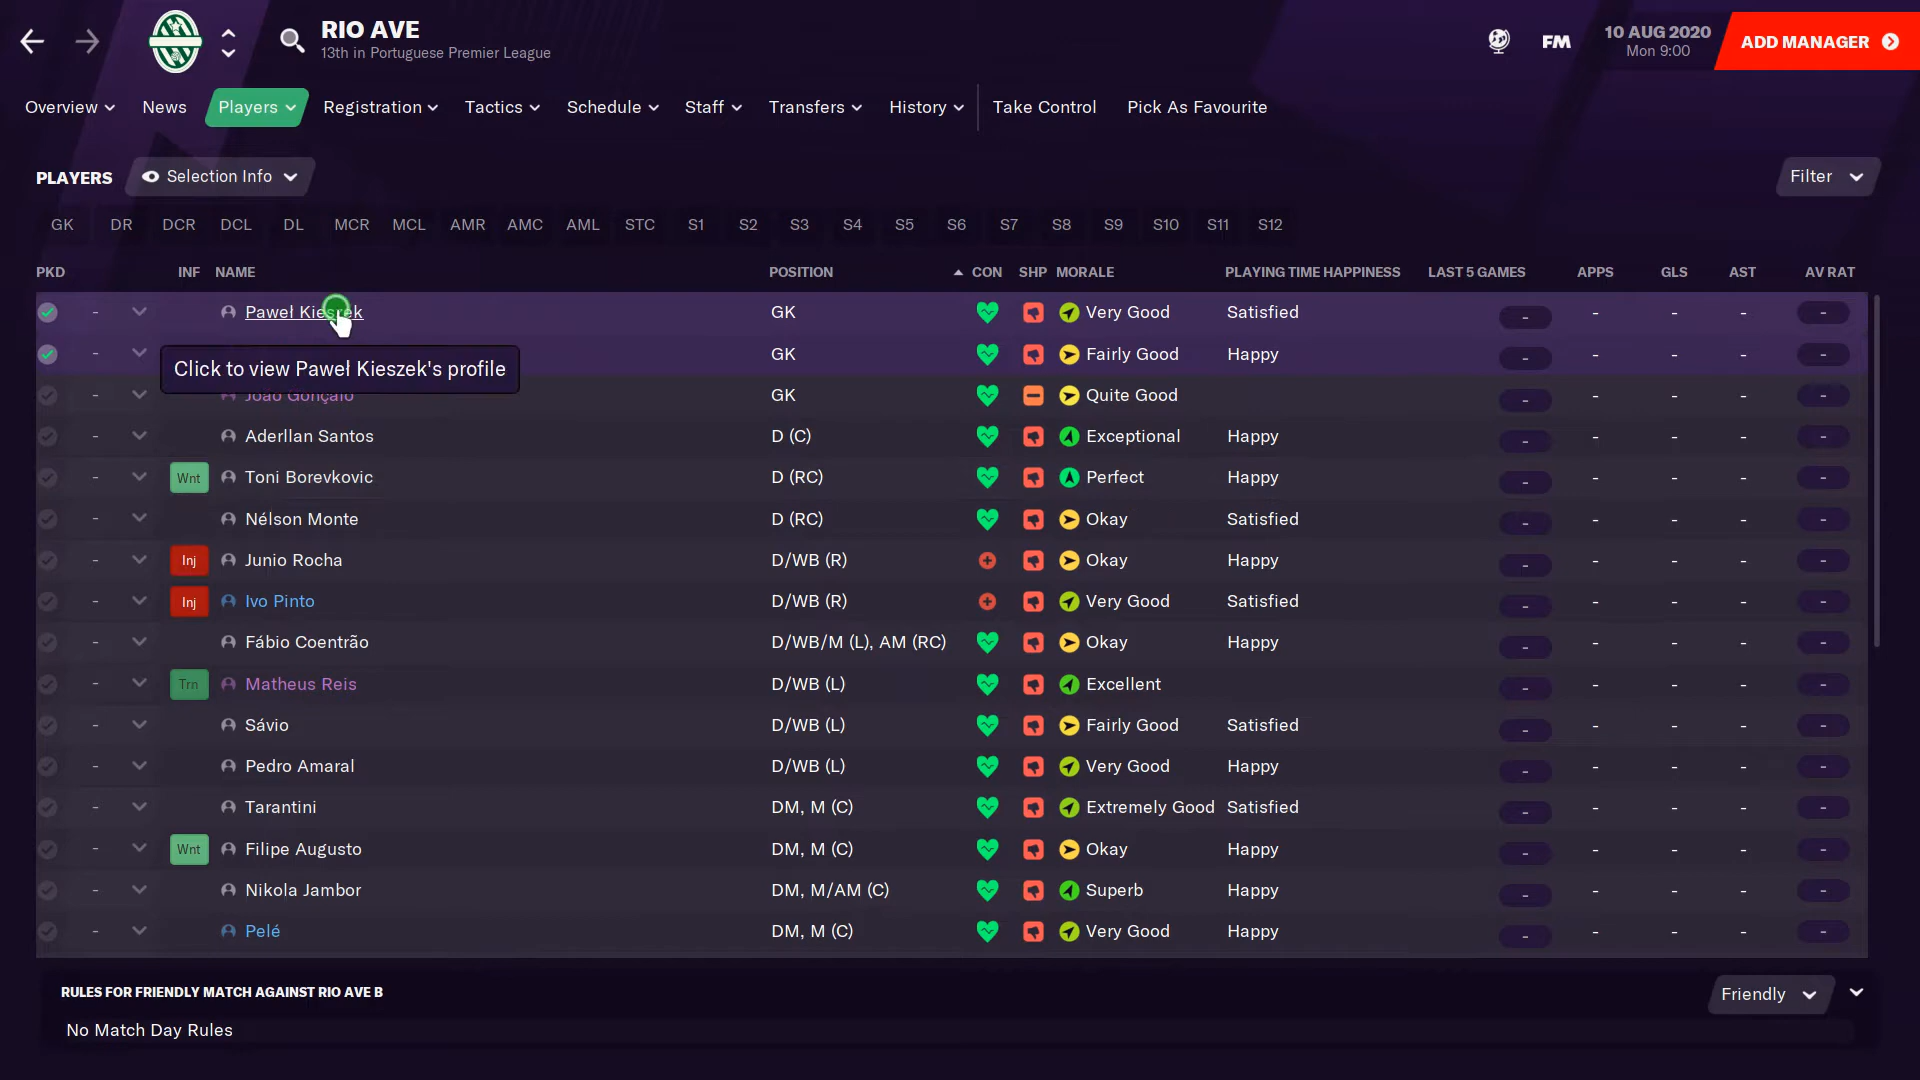 RIO AVE
13th in Portuguese Premier League
FM
10 AUG 2020
Mon 9:00
ADD MANAGER
Overview News Players Registration Tactics Schedule Staff Transfers History Take Control Pick As Favourite
PLAYERS Selection Info Filter
GK DR DCR DCL DL MCR MCL AMR AMC AML STC S1 S2 S3 S4 S5 S6 S7 S8 S9 S10 S11 S12
PKD INF NAME POSITION CON SHP MORALE PLAYING TIME HAPPINESS LAST 5 GAMES APPS GLS AST AV RAT
- Paweł Kieszek GK Very Good Satisfied - - - - -
- GK Fairly Good Happy - - - - -
Click to view Paweł Kieszek's profile
- João Gonçalo GK Quite Good - - - - -
- Aderllan Santos D (C) Exceptional Happy - - - - -
- Wnt Toni Borevkovic D (RC) Perfect Happy - - - - -
- Nélson Monte D (RC) Okay Satisfied - - - - -
- Inj Junio Rocha D/WB (R) Okay Happy - - - - -
- Inj Ivo Pinto D/WB (R) Very Good Satisfied - - - - -
- Fábio Coentrão D/WB/M (L), AM (RC) Okay Happy - - - - -
- Trn Matheus Reis D/WB (L) Excellent - - - - -
- Sávio D/WB (L) Fairly Good Satisfied - - - - -
- Pedro Amaral D/WB (L) Very Good Happy - - - - -
- Tarantini DM, M (C) Extremely Good Satisfied - - - - -
- Wnt Filipe Augusto DM, M (C) Okay Happy - - - - -
- Nikola Jambor DM, M/AM (C) Superb Happy - - - - -
- Pelé DM, M (C) Very Good Happy - - - - -
RULES FOR FRIENDLY MATCH AGAINST RIO AVE B Friendly
No Match Day Rules